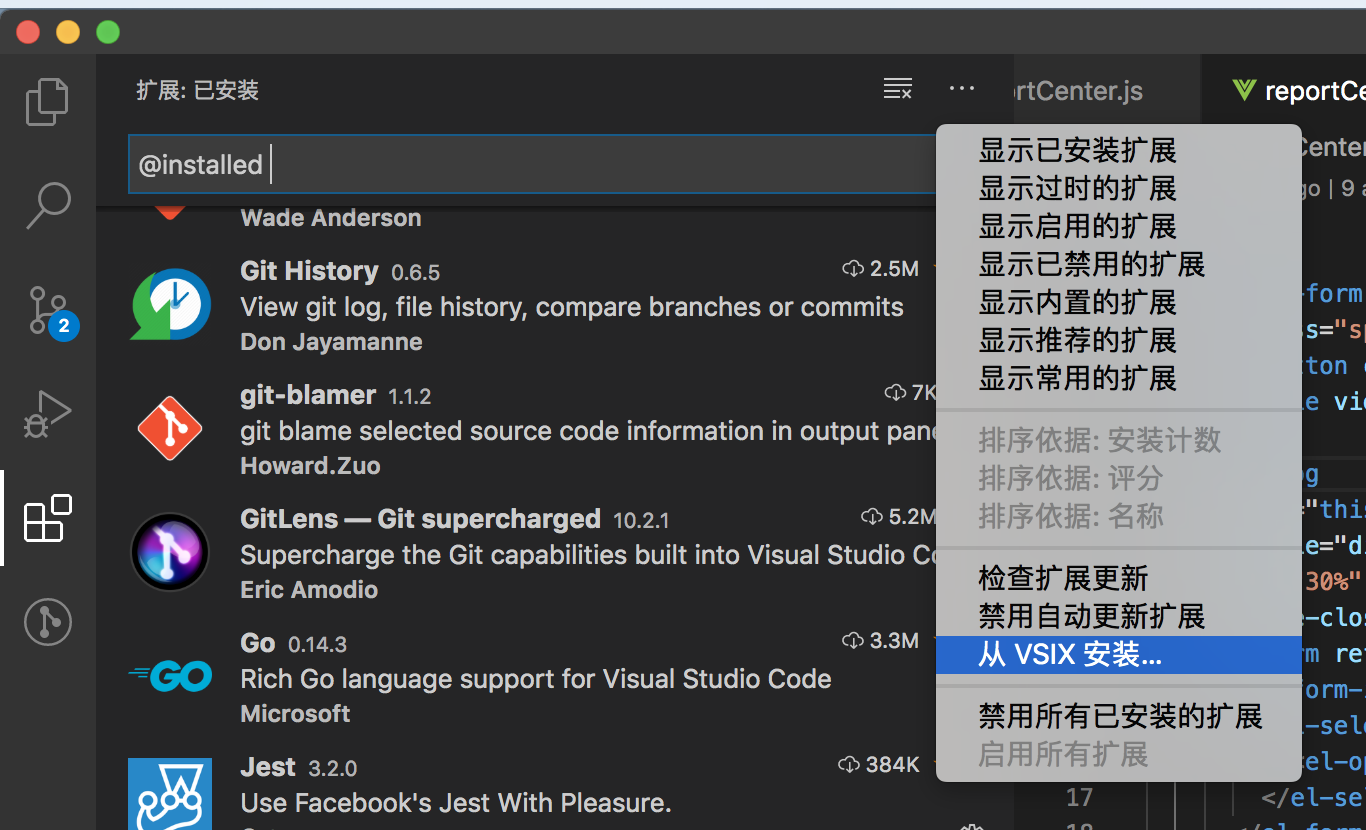 扩展: 已安装
rtCenter.js
reportCe
@installed
Wade Anderson
Git History 0.6.5
2.5M
View git log, file history, compare branches or commits
Don Jayamanne
git-blamer 1.1.2
7K
git blame selected source code information in output pane
Howard.Zuo
GitLens — Git supercharged 10.2.1
5.2M
Supercharge the Git capabilities built into Visual Studio Co
Eric Amodio
Go 0.14.3
3.3M
GO
Rich Go language support for Visual Studio Code
Microsoft
Jest 3.2.0
384K
Use Facebook's Jest With Pleasure.
2
显示已安装扩展
显示过时的扩展
显示启用的扩展
显示已禁用的扩展
显示内置的扩展
显示推荐的扩展
显示常用的扩展
排序依据: 安装计数
排序依据: 评分
排序依据: 名称
检查扩展更新
禁用自动更新扩展
从 VSIX 安装...
禁用所有已安装的扩展
启用所有扩展
Center
go | 9
-form
s="sp
ton
le vi
g
="this
le="d
30%"
e-clos
m re
form-
l-sele
el-op
17 </el-sel
18